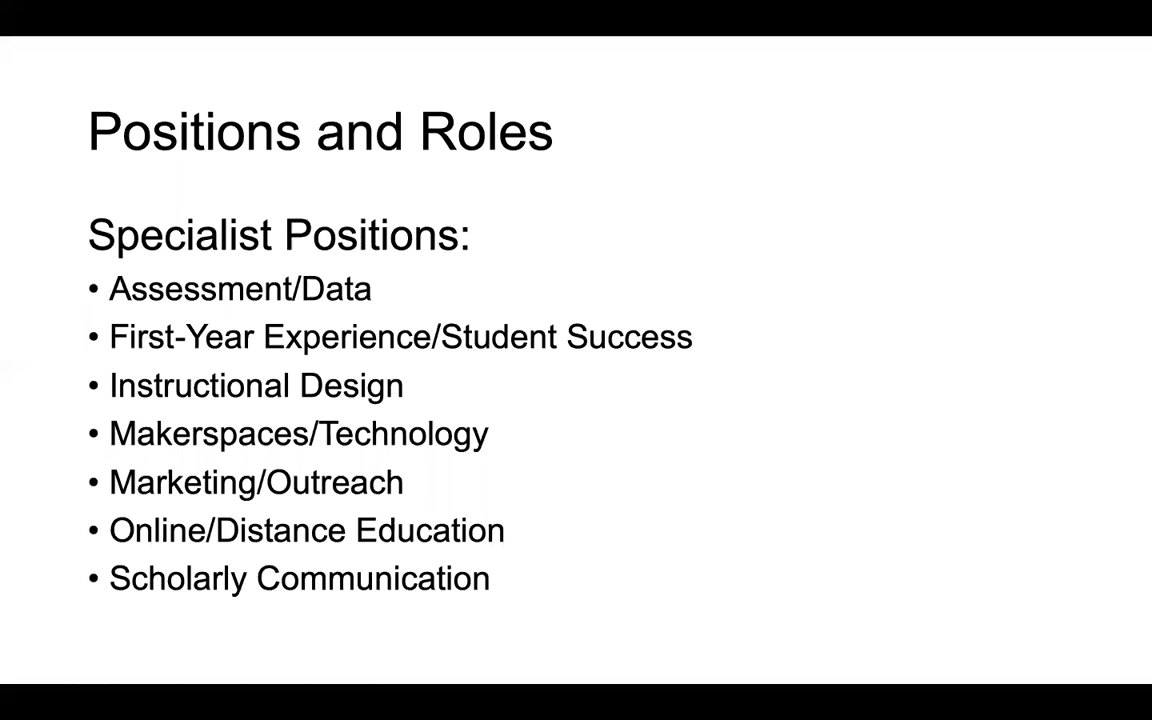 Positions and Roles
Specialist Positions:
• Assessment/Data
• First-Year Experience/Student Success
• Instructional Design
• Makerspaces/Technology
• Marketing/Outreach
• Online/Distance Education
• Scholarly Communication